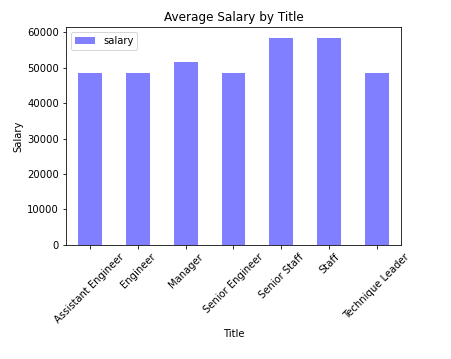 Average Salary by Title
salary
60000
50000
40000
30000
20000
10000
0
Salary
Assistant Engineer
Engineer
Manager
Senior Engineer
Senior Staff
Staff
Technique Leader
Title